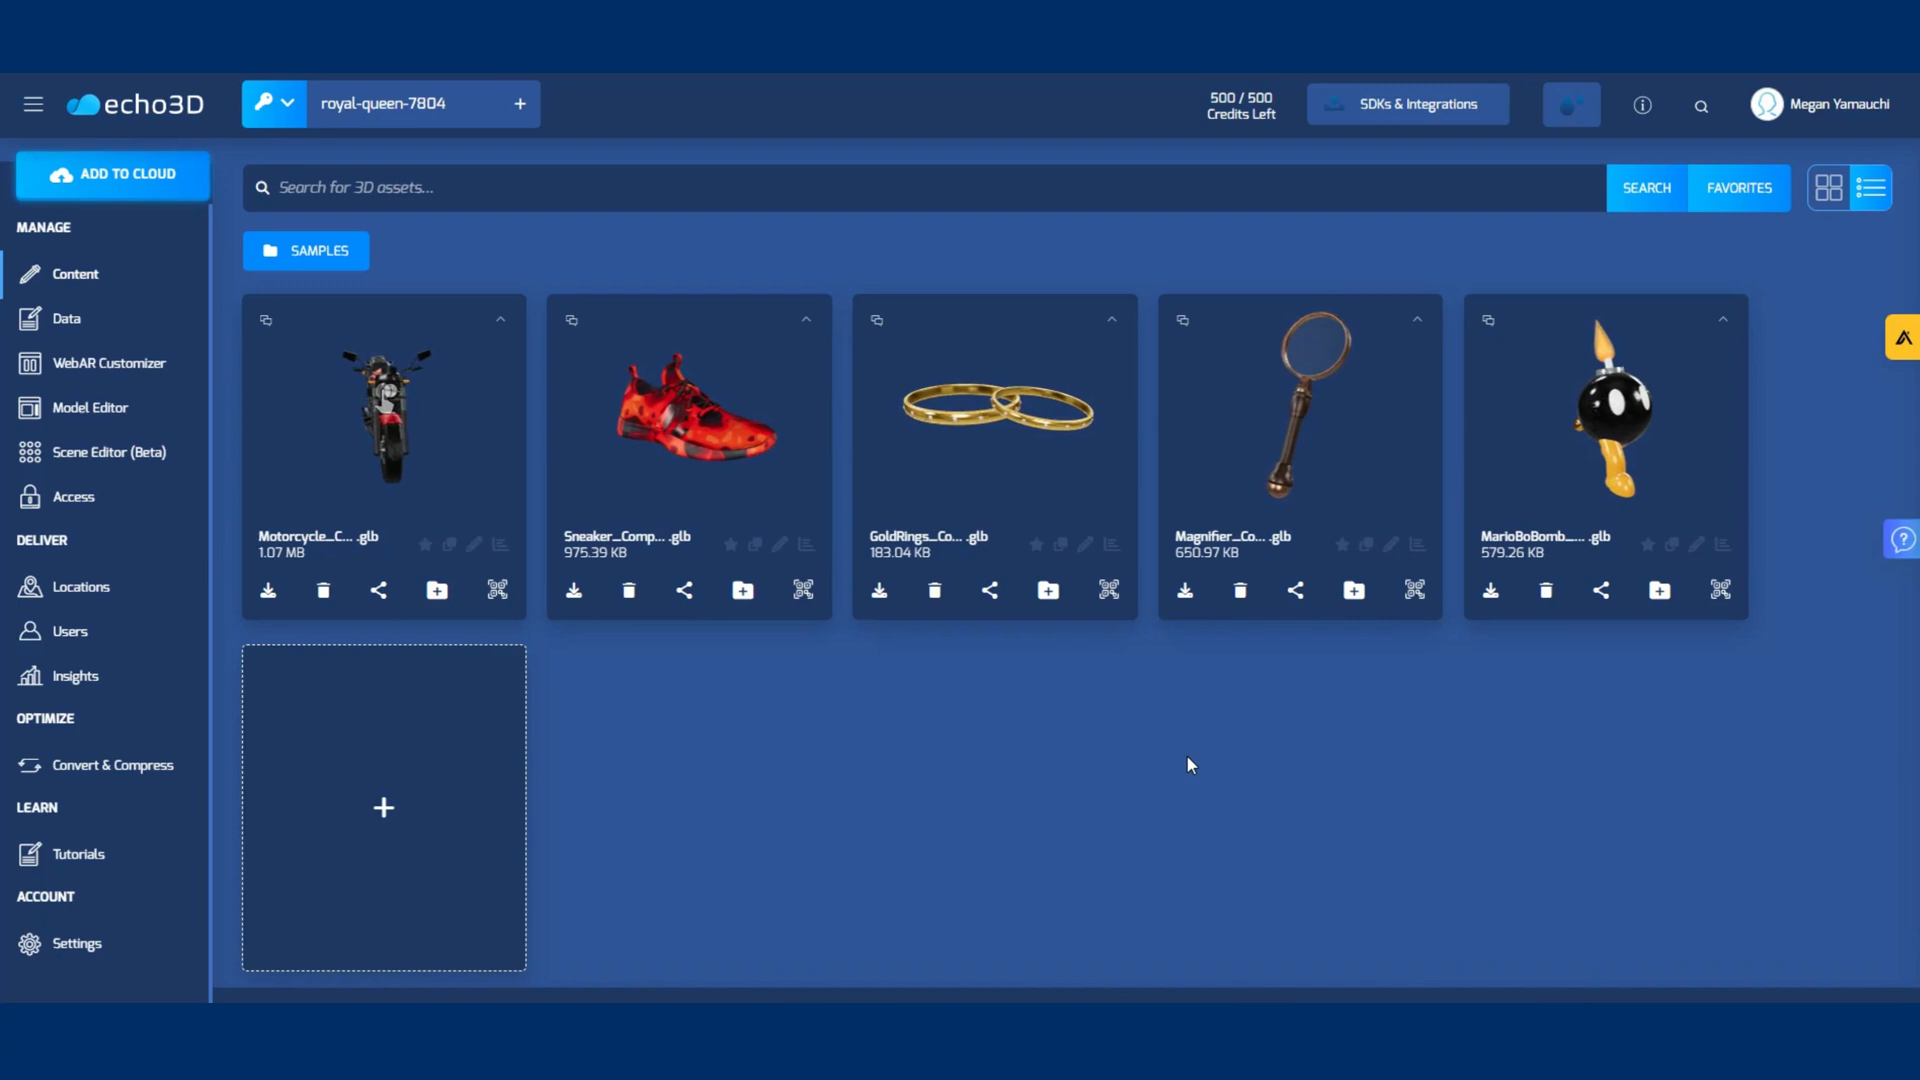 echo3D
royal-queen-7804
+
500 / 500
Credits Left
SDKs & Integrations
Megan Yamauchi
ADD TO CLOUD
Search for 3D assets...
SEARCH
FAVORITES
SAMPLES
MANAGE
Content
Data
WebAR Customizer
Model Editor
Scene Editor (Beta)
Access
DELIVER
Locations
Users
Insights
OPTIMIZE
Convert & Compress
LEARN
Tutorials
ACCOUNT
Settings
Motorcycle_C... .glb
1.07 MB
Sneaker_Comp... .glb
975.39 KB
GoldRings_Co... .glb
183.04 KB
Magnifier_Co... .glb
650.97 KB
MarioBoBomb_... .glb
579.26 KB
+